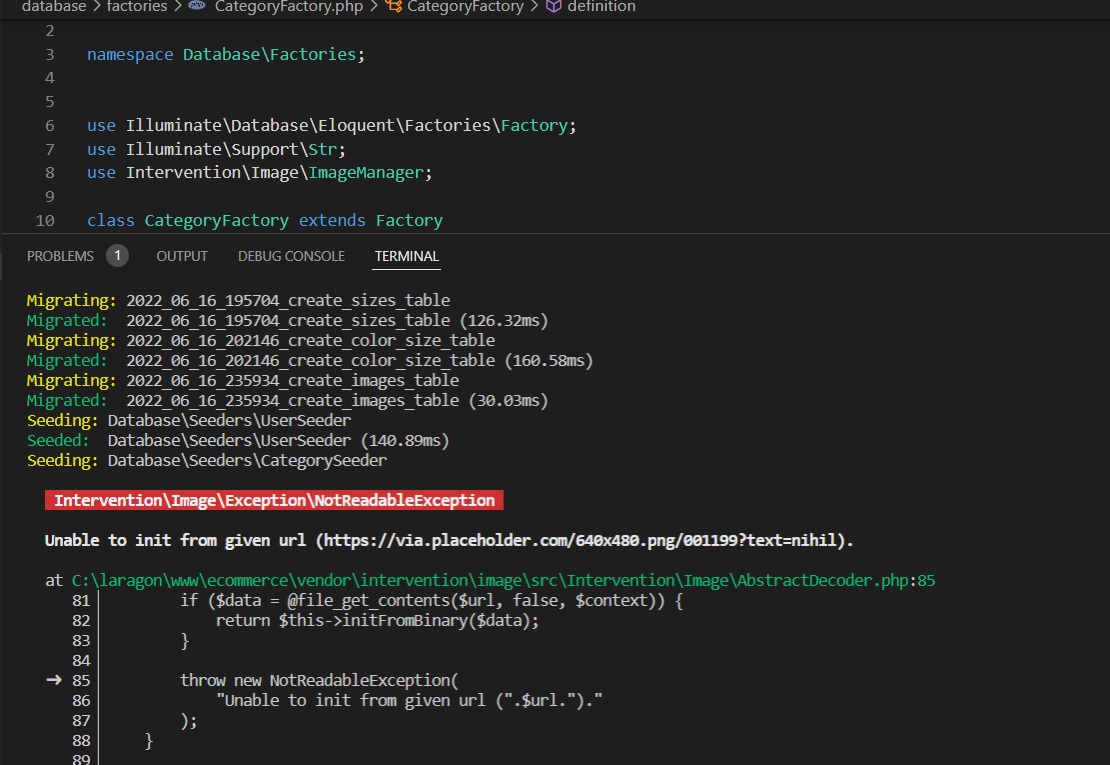 database > factories > php CategoryFactory.php > CategoryFactory > definition
2
3 namespace Database\Factories;
4
5
6 use Illuminate\Database\Eloquent\Factories\Factory;
7 use Illuminate\Support\Str;
8 use Intervention\Image\ImageManager;
9
10 class CategoryFactory extends Factory
PROBLEMS 1 OUTPUT DEBUG CONSOLE TERMINAL
Migrating: 2022_06_16_195704_create_sizes_table
Migrated:  2022_06_16_195704_create_sizes_table (126.32ms)
Migrating: 2022_06_16_202146_create_color_size_table
Migrated:  2022_06_16_202146_create_color_size_table (160.58ms)
Migrating: 2022_06_16_235934_create_images_table
Migrated:  2022_06_16_235934_create_images_table (30.03ms)
Seeding: Database\Seeders\UserSeeder
Seeded:  Database\Seeders\UserSeeder (140.89ms)
Seeding: Database\Seeders\CategorySeeder
Intervention\Image\Exception\NotReadableException
Unable to init from given url (https://via.placeholder.com/640x480.png/001199?text=nihil).
at C:\laragon\www\ecommerce\vendor\intervention\image\src\Intervention\Image\AbstractDecoder.php:85
81 if ($data = @file_get_contents($url, false, $context)) {
82 return $this->initFromBinary($data);
83 }
84
➜ 85 throw new NotReadableException(
86 "Unable to init from given url (".$url.")."
87 );
88 }
89